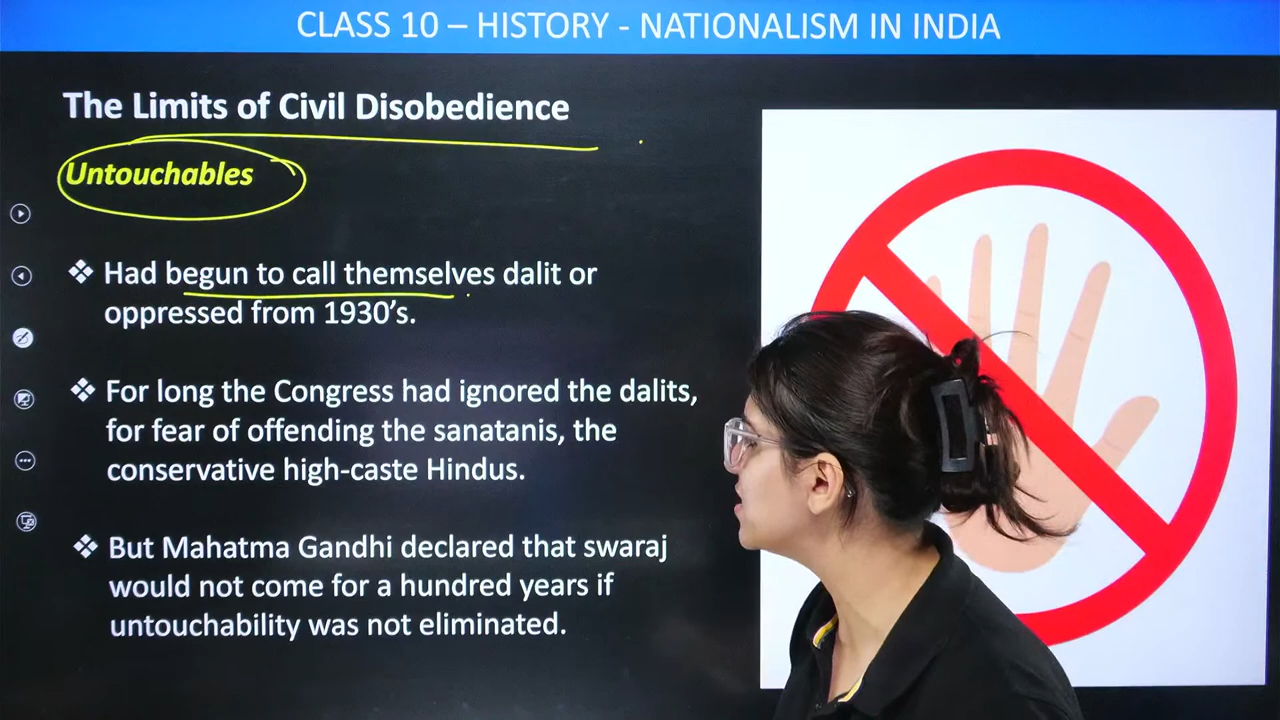 CLASS 10 – HISTORY - NATIONALISM IN INDIA
The Limits of Civil Disobedience
Untouchables
❖ Had begun to call themselves dalit or
oppressed from 1930’s.
❖ For long the Congress had ignored the dalits,
for fear of offending the sanatanis, the
conservative high-caste Hindus.
❖ But Mahatma Gandhi declared that swaraj
would not come for a hundred years if
untouchability was not eliminated.